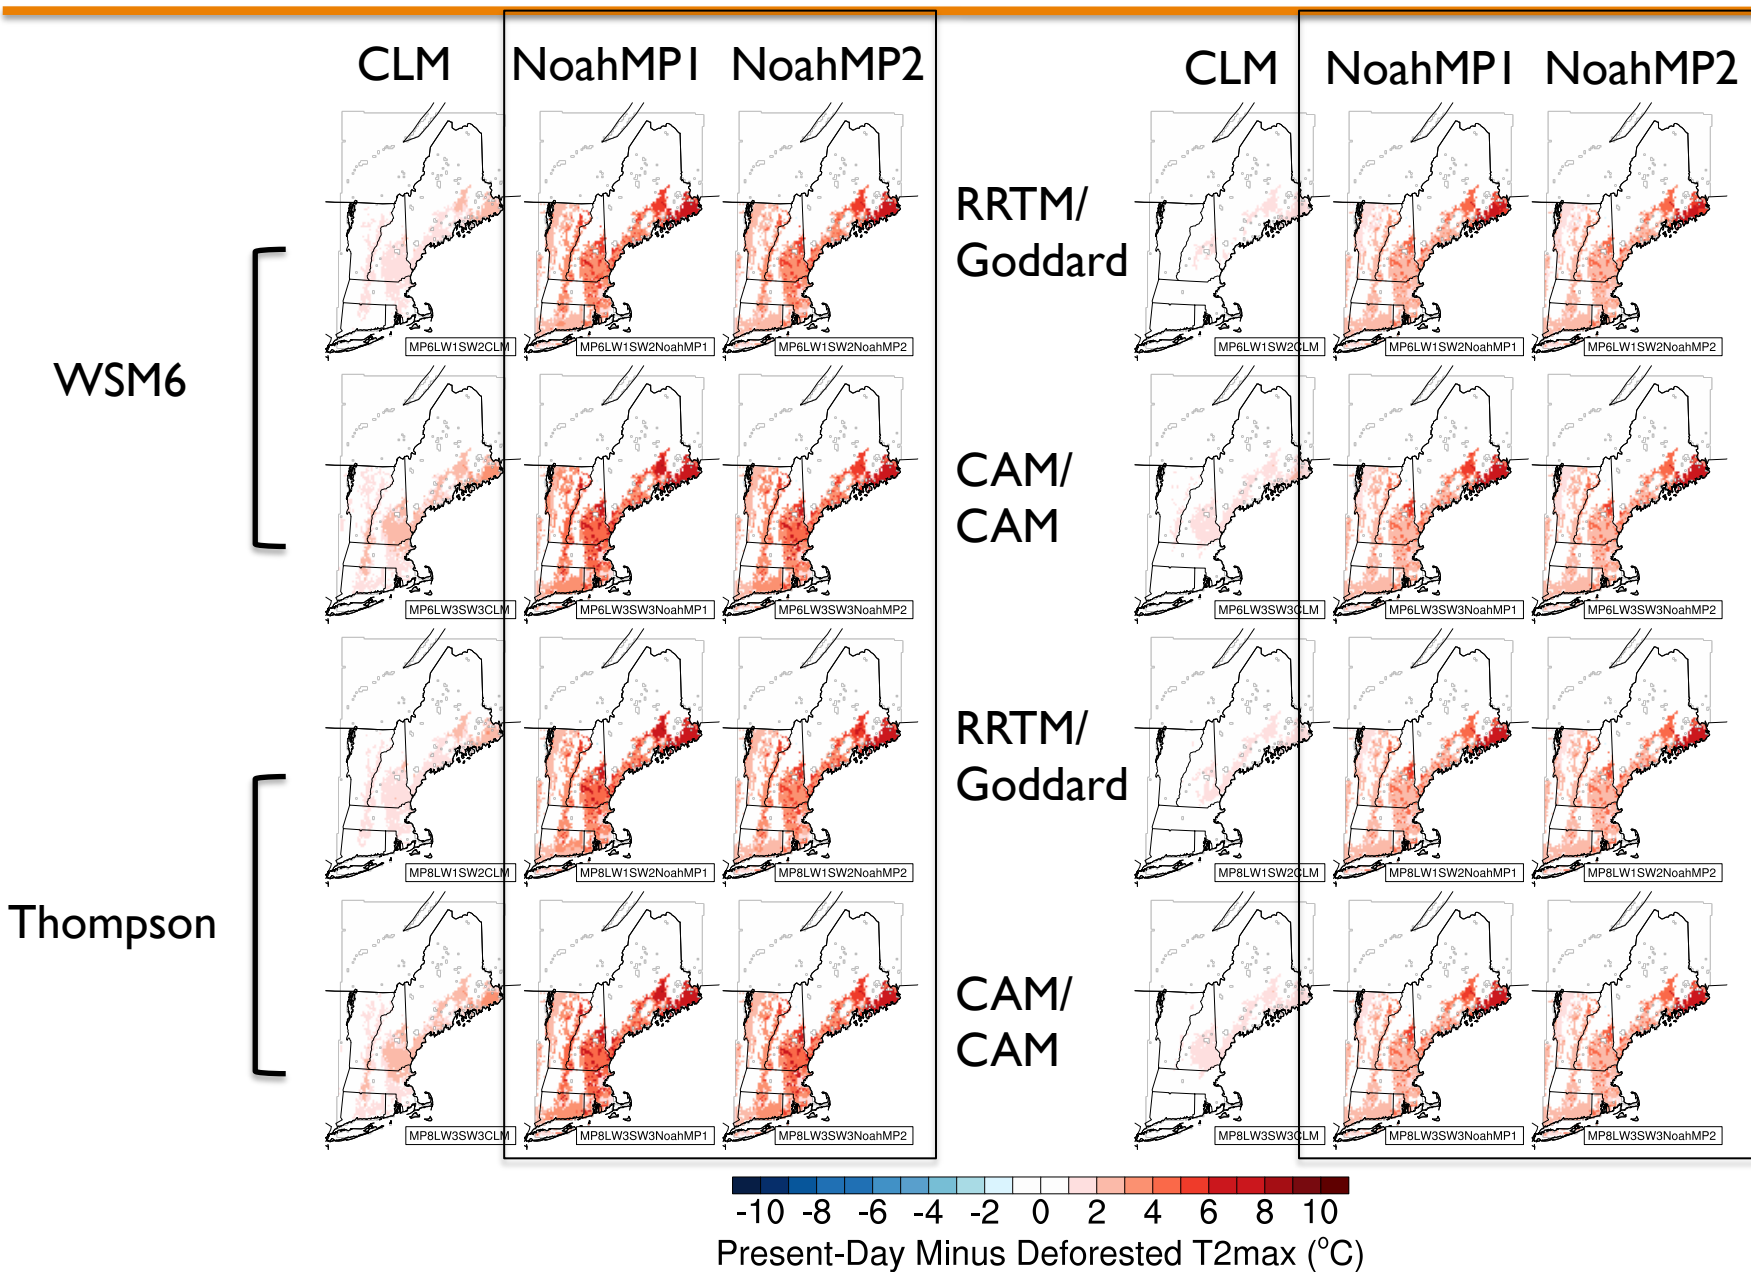 CLM NoahMP1 NoahMP2 CLM NoahMP1 NoahMP2
RRTM/
Goddard
MP6LW1SW2CLM MP6LW1SW2NoahMP1 MP6LW1SW2NoahMP2 MP6LW1SW2CLM MP6LW1SW2NoahMP1 MP6LW1SW2NoahMP2
WSM6
CAM/
CAM
MP6LW3SW3CLM MP6LW3SW3NoahMP1 MP6LW3SW3NoahMP2 MP6LW3SW3CLM MP6LW3SW3NoahMP1 MP6LW3SW3NoahMP2
RRTM/
Goddard
MP8LW1SW2CLM MP8LW1SW2NoahMP1 MP8LW1SW2NoahMP2 MP8LW1SW2CLM MP8LW1SW2NoahMP1 MP8LW1SW2NoahMP2
Thompson
CAM/
CAM
MP8LW3SW3CLM MP8LW3SW3NoahMP1 MP8LW3SW3NoahMP2 MP8LW3SW3CLM MP8LW3SW3NoahMP1 MP8LW3SW3NoahMP2
-10 -8 -6 -4 -2 0 2 4 6 8 10
Present-Day Minus Deforested T2max (°C)